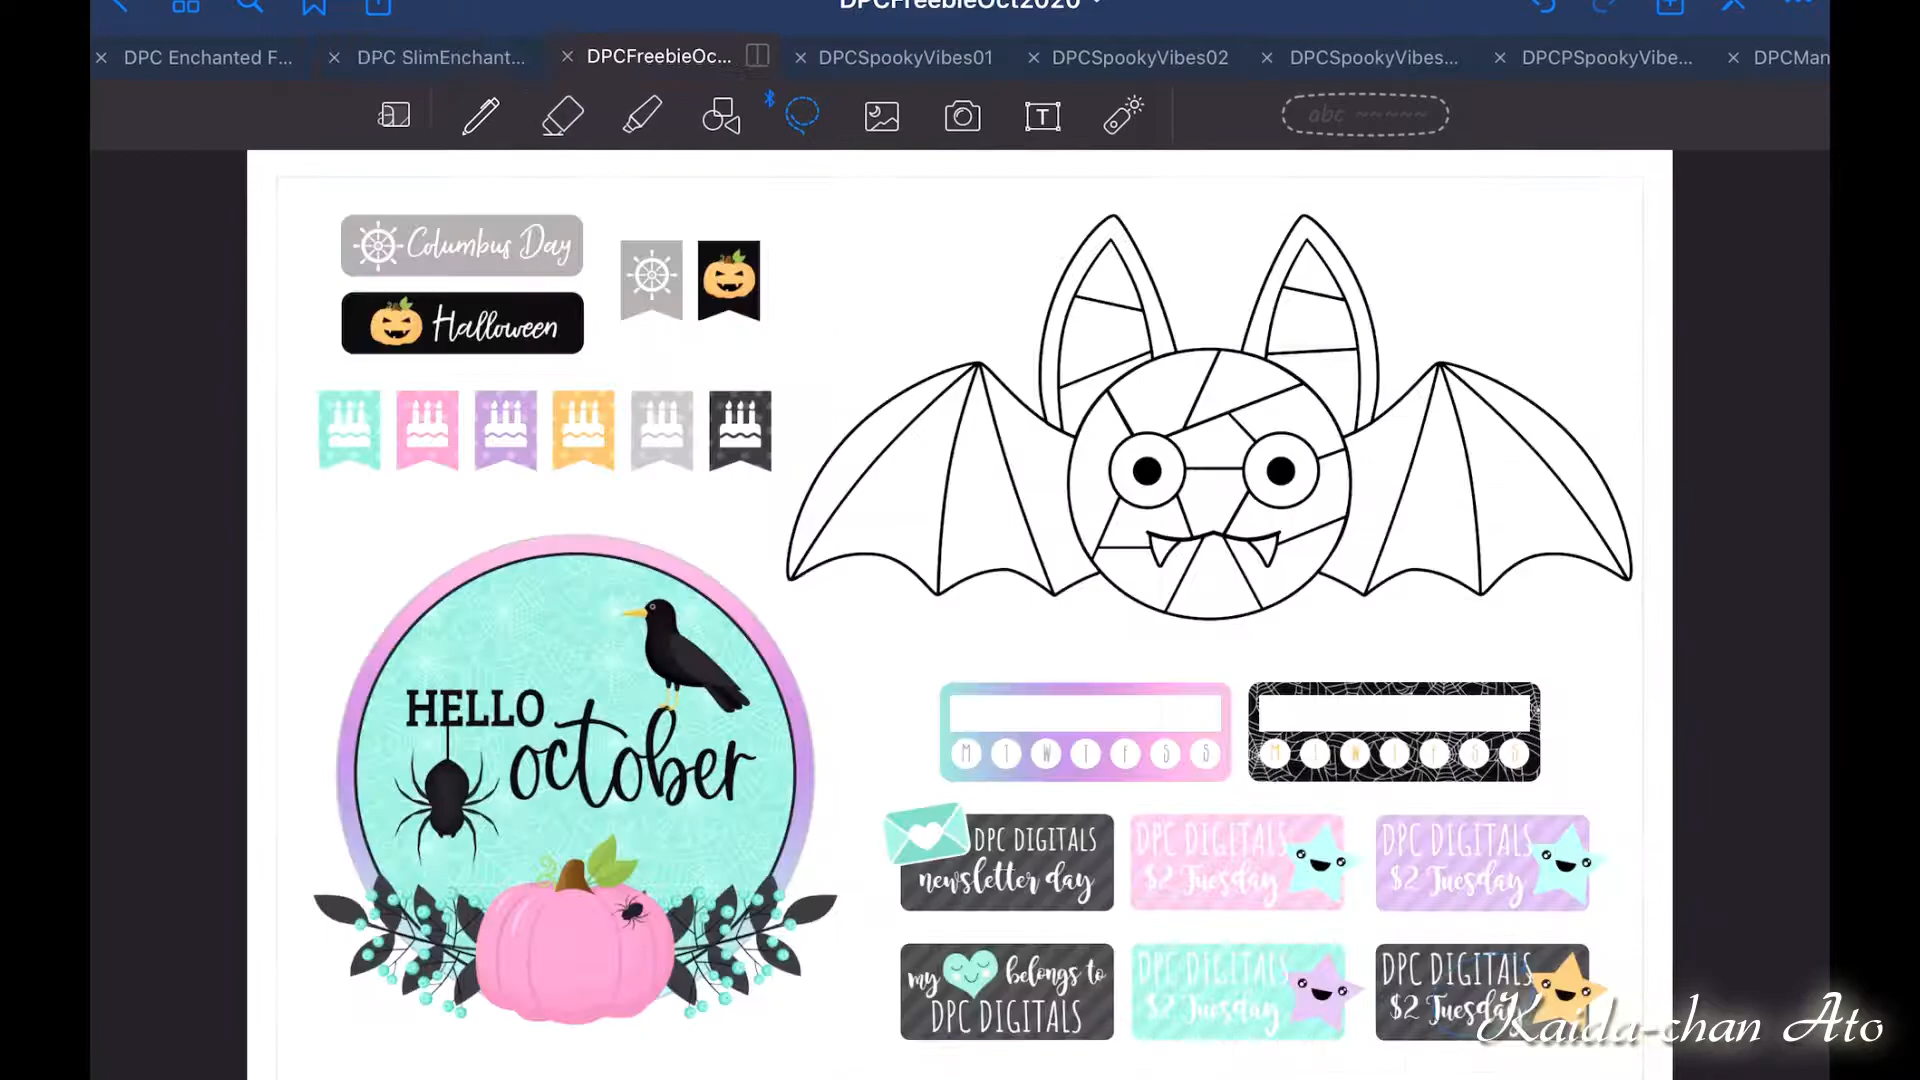 DPCFreebieOct2020
DPC Enchanted F...
DPC SlimEnchant...
DPCFreebieOc...
DPCSpookyVibes01
DPCSpookyVibes02
DPCSpookyVibes...
DPCPSpookyVibe...
DPCMan
T
abc
Columbus Day
Halloween
HELLO
october
M T W T F S S
M T W T F S S
DPC DIGITALS
newsletter day
DPC DIGITALS
$2 Tuesday
DPC DIGITALS
$2 Tuesday
my belongs to
DPC DIGITALS
DPC DIGITALS
$2 Tuesday
DPC DIGITALS
$2 Tuesday
Kaida-chan Ato